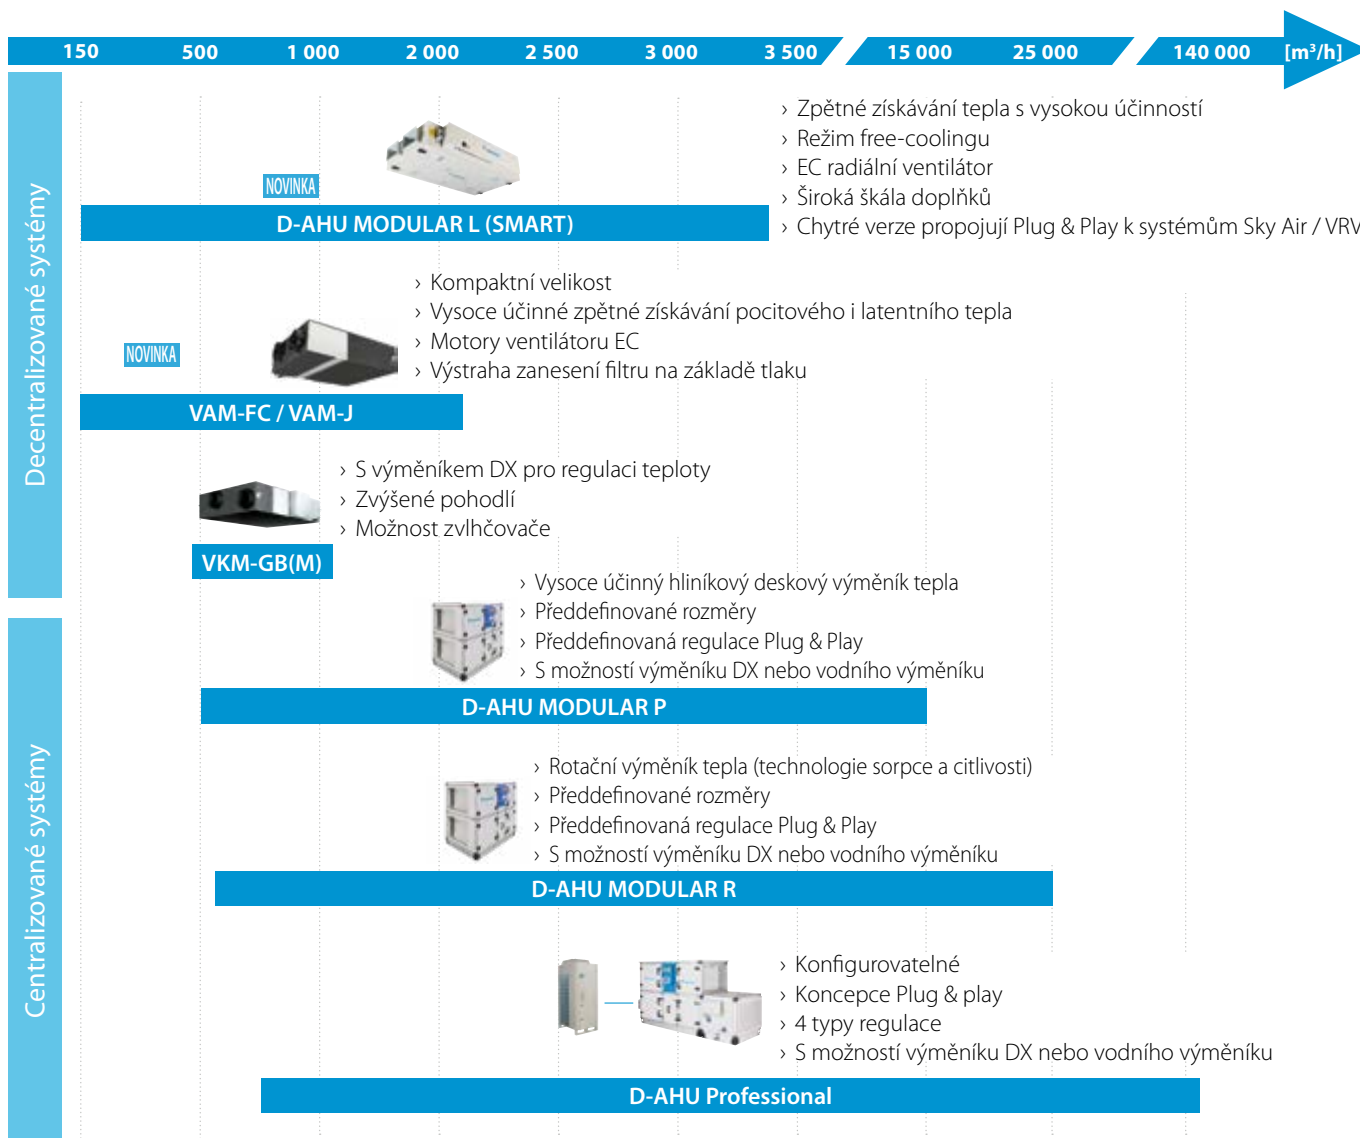 150 500 1 000 2 000 2 500 3 000 3 500 15 000 25 000 140 000 [m³/h]
Decentralizované systémy
› Zpětné získávání tepla s vysokou účinností
› Režim free-coolingu
› EC radiální ventilátor
› Široká škála doplňků
› Chytré verze propojují Plug & Play k systémům Sky Air / VRV
NOVINKA
D-AHU MODULAR L (SMART)
› Kompaktní velikost
› Vysoce účinné zpětné získávání pocitového i latentního tepla
› Motory ventilátoru EC
› Výstraha zanesení filtru na základě tlaku
NOVINKA
VAM-FC / VAM-J
› S výměníkem DX pro regulaci teploty
› Zvýšené pohodlí
› Možnost zvlhčovače
VKM-GB(M)
Centralizované systémy
› Vysoce účinný hliníkový deskový výměník tepla
› Předdefinované rozměry
› Předdefinovaná regulace Plug & Play
› S možností výměníku DX nebo vodního výměníku
D-AHU MODULAR P
› Rotační výměník tepla (technologie sorpce a citlivosti)
› Předdefinované rozměry
› Předdefinovaná regulace Plug & Play
› S možností výměníku DX nebo vodního výměníku
D-AHU MODULAR R
› Konfigurovatelné
› Koncepce Plug & play
› 4 typy regulace
› S možností výměníku DX nebo vodního výměníku
D-AHU Professional